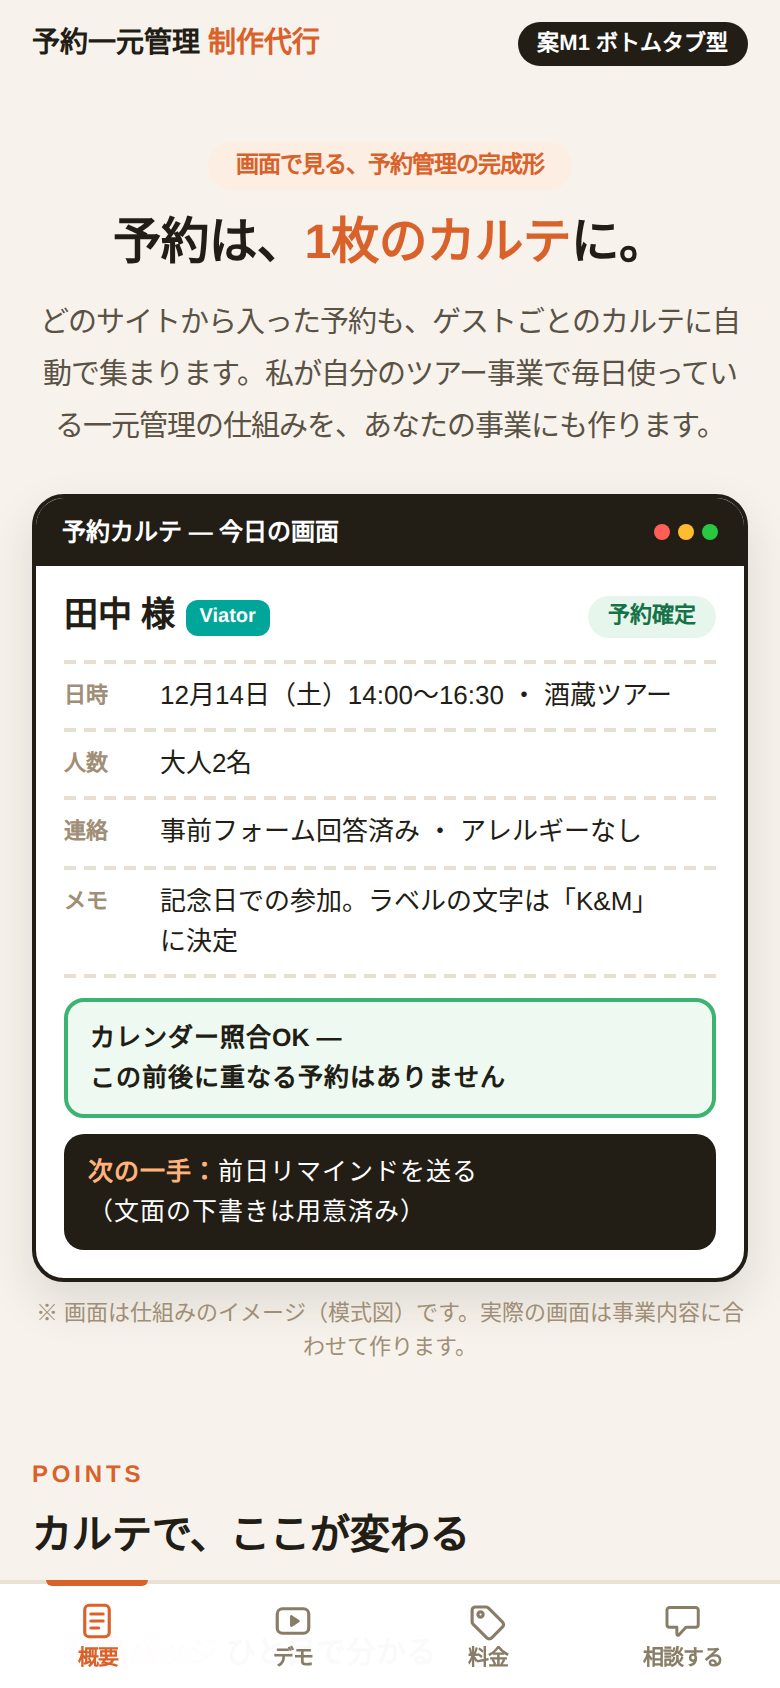 予約一元管理 制作代行
案M1 ボトムタブ型
画面で見る、予約管理の完成形
予約は、1枚のカルテに。
どのサイトから入った予約も、ゲストごとのカルテに自
動で集まります。私が自分のツアー事業で毎日使ってい
る一元管理の仕組みを、あなたの事業にも作ります。
予約カルテ — 今日の画面
田中 様 Viator 予約確定
日時 12月14日（土）14:00〜16:30 ・ 酒蔵ツアー
人数 大人2名
連絡 事前フォーム回答済み ・ アレルギーなし
メモ 記念日での参加。ラベルの文字は「K&M」
に決定
カレンダー照合OK —
この前後に重なる予約はありません
次の一手：前日リマインドを送る
（文面の下書きは用意済み）
※ 画面は仕組みのイメージ（模式図）です。実際の画面は事業内容に合
わせて作ります。
POINTS
カルテで、ここが変わる
概要 デモ 料金 相談する